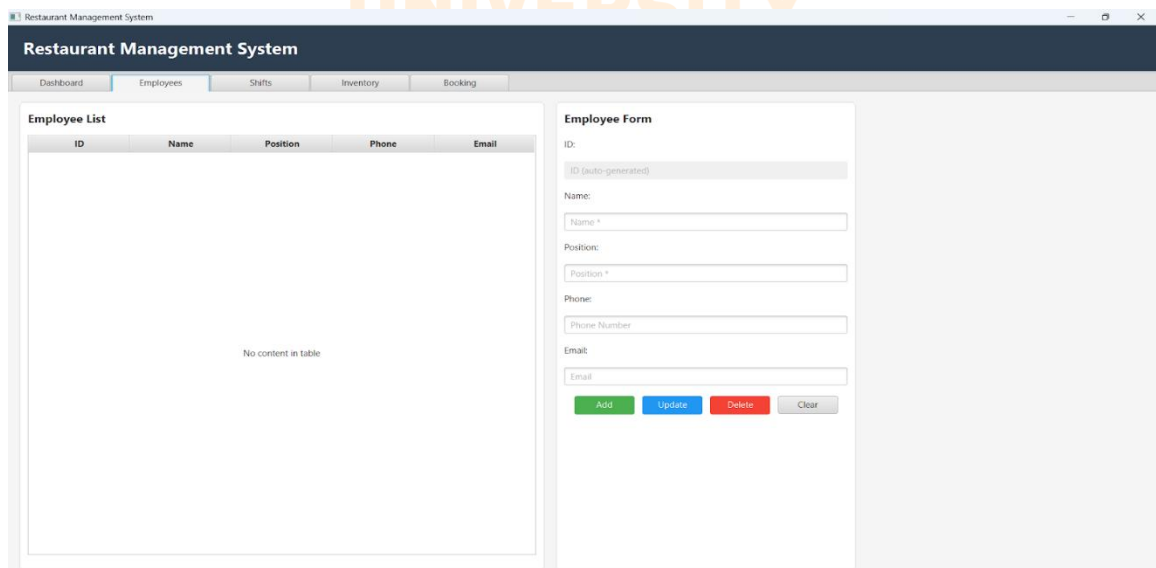 UNIVERSITY
Restaurant Management System
Restaurant Management System
Dashboard Employees Shifts Inventory Booking
Employee List
ID Name Position Phone Email
No content in table
Employee Form
ID:
ID (auto-generated)
Name:
Name *
Position:
Position *
Phone:
Phone Number
Email:
Email
Add Update Delete Clear